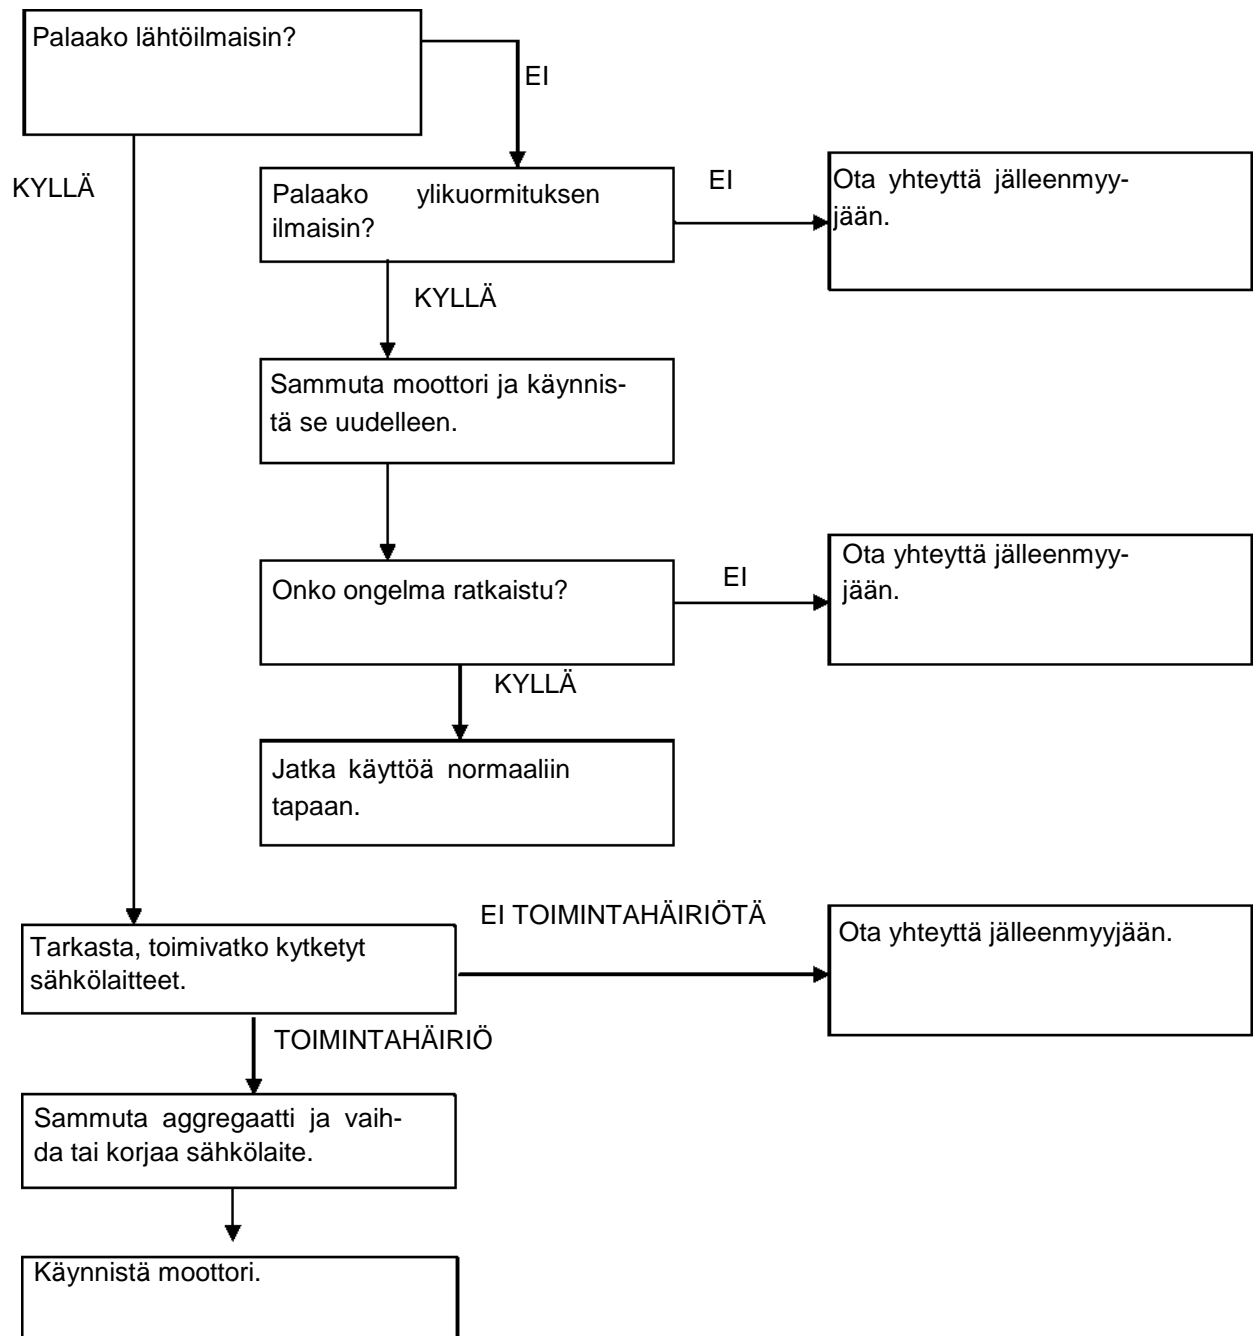 Palaako lähtöilmaisin?
EI
KYLLÄ
Palaako ylikuormituksen
ilmaisin?
EI
Ota yhteyttä jälleenmyy-
jään.
KYLLÄ
Sammuta moottori ja käynnis-
tä se uudelleen.
Onko ongelma ratkaistu?
EI
Ota yhteyttä jälleenmyy-
jään.
KYLLÄ
Jatka käyttöä normaaliin
tapaan.
Tarkasta, toimivatko kytketyt
sähkölaitteet.
EI TOIMINTAHÄIRIÖTÄ
Ota yhteyttä jälleenmyyjään.
TOIMINTAHÄIRIÖ
Sammuta aggregaatti ja vaih-
da tai korjaa sähkölaite.
Käynnistä moottori.